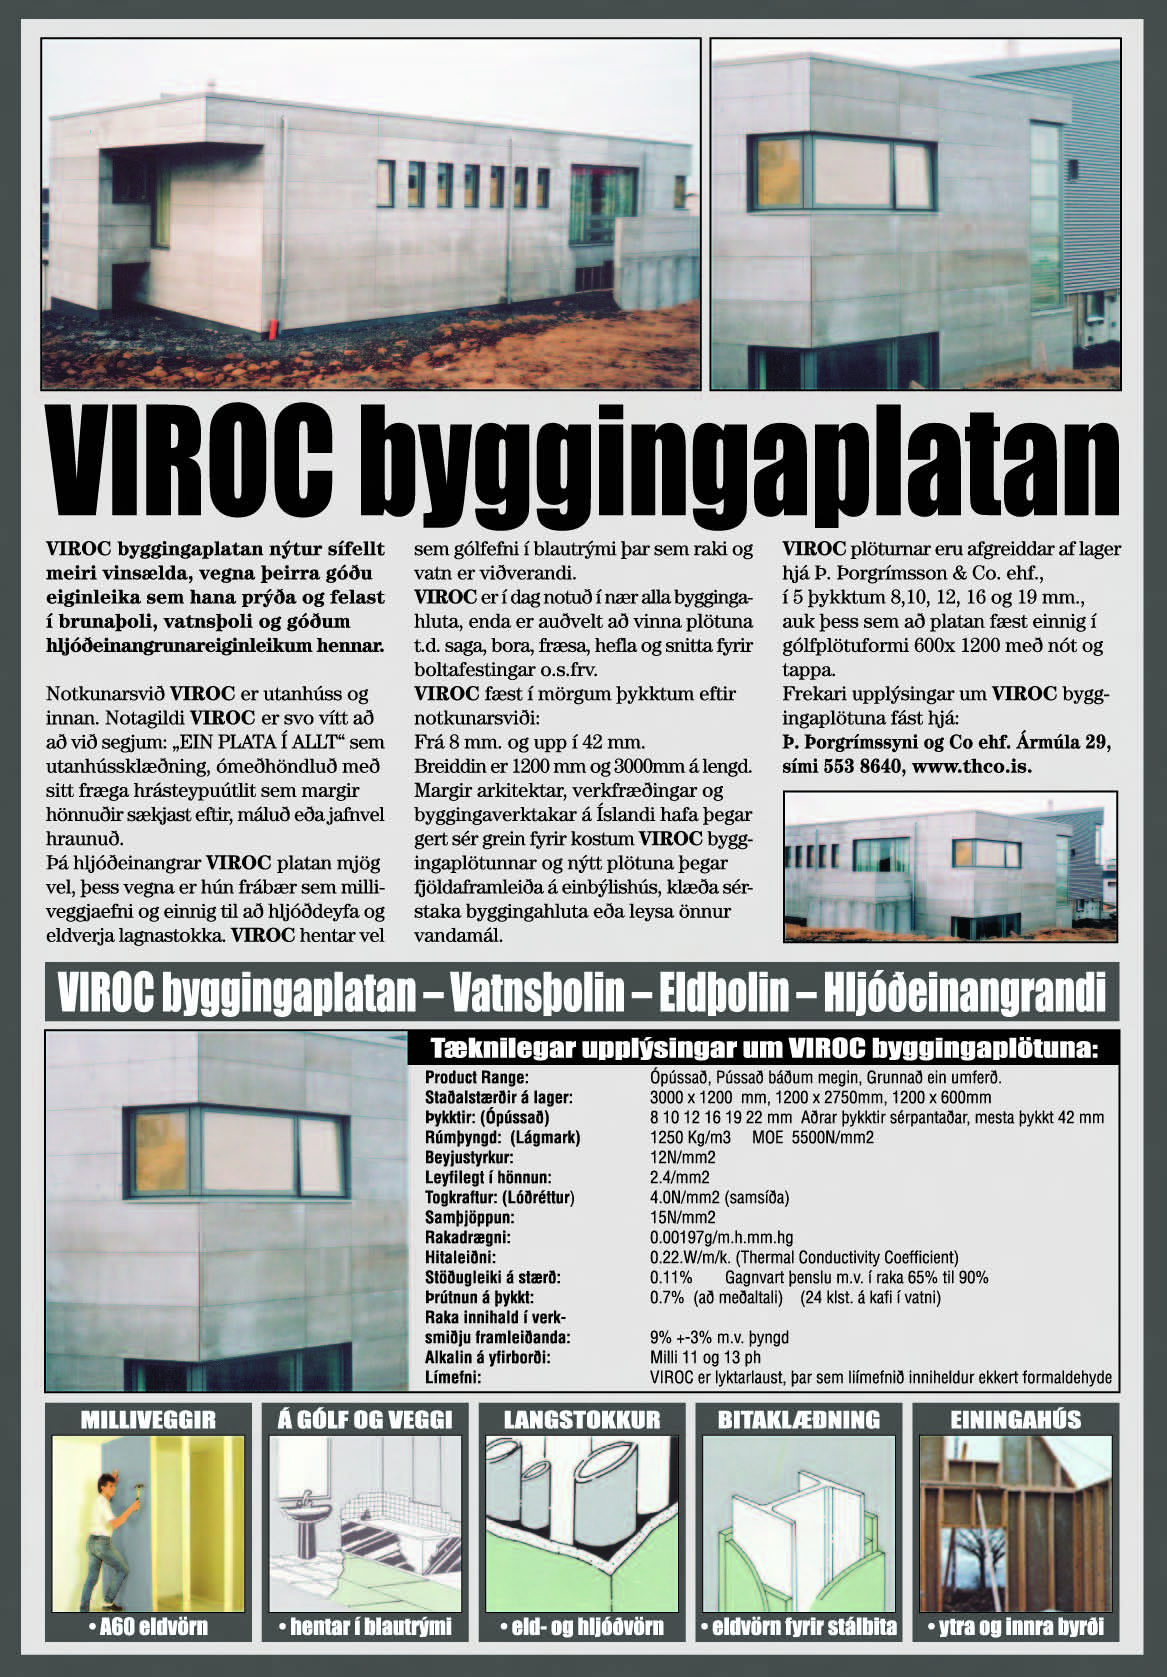 VIROC byggingaplatan
VIROC byggingaplatan nýtur sífellt
meiri vinsælda, vegna þeirra góðu
eiginleika sem hana prýða og felast
í brunaþoli, vatnsþoli og góðum
hljóðeinangrunareiginleikum hennar.
Notkunarsvið VIROC er utanhúss og
innan. Notagildi VIROC er svo vítt að
að við segjum: „EIN PLATA Í ALLT“ sem
utanhússklæðning, ómeðhöndluð með
sitt fræga hrásteypuútlit sem margir
hönnuðir sækjast eftir, máluð eða jafnvel
hraunuð.
Þá hljóðeinangrar VIROC platan mjög
vel, þess vegna er hún frábær sem milli-
veggjaefni og einnig til að hljóðdeyfa og
eldverja lagnastokka. VIROC hentar vel
sem gólfefni í blautrými þar sem raki og
vatn er viðverandi.
VIROC er í dag notuð í nær alla bygginga-
hluta, enda er auðvelt að vinna plötuna
t.d. saga, bora, fræsa, hefla og snitta fyrir
boltafestingar o.s.frv.
VIROC fæst í mörgum þykktum eftir
notkunarsviði:
Frá 8 mm. og upp í 42 mm.
Breiddin er 1200 mm og 3000mm á lengd.
Margir arkitektar, verkfræðingar og
byggingaverktakar á Íslandi hafa þegar
gert sér grein fyrir kostum VIROC bygg-
ingaplötunnar og nýtt plötuna þegar
fjöldaframleiða á einbýlishús, klæða sér-
staka byggingahluta eða leysa önnur
vandamál.
VIROC plöturnar eru afgreiddar af lager
hjá Þ. Þorgrímsson & Co. ehf.,
í 5 þykktum 8,10, 12, 16 og 19 mm.,
auk þess sem að platan fæst einnig í
gólfplötuformi 600x 1200 með nót og
tappa.
Frekari upplýsingar um VIROC bygg-
ingaplötuna fást hjá:
Þ. Þorgrímssyni og Co ehf. Ármúla 29,
sími 553 8640, www.thco.is.
VIROC byggingaplatan – Vatnsþolin – Eldþolin – Hljóðeinangrandi
Tæknilegar upplýsingar um VIROC byggingaplötuna:
Product Range: Ópússað, Pússað báðum megin, Grunnað ein umferð.
Staðalstærðir á lager: 3000 x 1200 mm, 1200 x 2750mm, 1200 x 600mm
Þykktir: (Ópússað) 8 10 12 16 19 22 mm Aðrar þykktir sérpantaðar, mesta þykkt 42 mm
Rúmþyngd: (Lágmark) 1250 Kg/m3 MOE 5500N/mm2
Beyjustyrkur: 12N/mm2
Leyfilegt í hönnun: 2.4/mm2
Togkraftur: (Lóðréttur) 4.0N/mm2 (samsíða)
Samþjöppun: 15N/mm2
Rakadrægni: 0.00197g/m.h.mm.hg
Hitaleiðni: 0.22.W/m/k. (Thermal Conductivity Coefficient)
Stöðugleiki á stærð: 0.11% Gagnvart þenslu m.v. í raka 65% til 90%
Þrútnun á þykkt: 0.7% (að meðaltali) (24 klst. á kafi í vatni)
Raka innihald í verk-
smiðju framleiðanda: 9% +-3% m.v. þyngd
Alkalin á yfirborði: Milli 11 og 13 ph
Límefni: VIROC er lyktarlaust, þar sem liímefnið inniheldur ekkert formaldehyde
MILLIVEGGIR
• A60 eldvörn
Á GÓLF OG VEGGI
• hentar í blautrými
LANGSTOKKUR
• eld- og hljóðvörn
BITAKLÆÐNING
• eldvörn fyrir stálbita
EININGAHÚS
• ytra og innra byrði